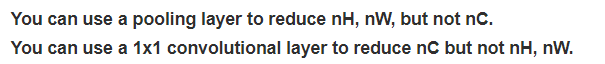 You can use a pooling layer to reduce nH, nW, but not nC.
You can use a 1x1 convolutional layer to reduce nC but not nH, nW.